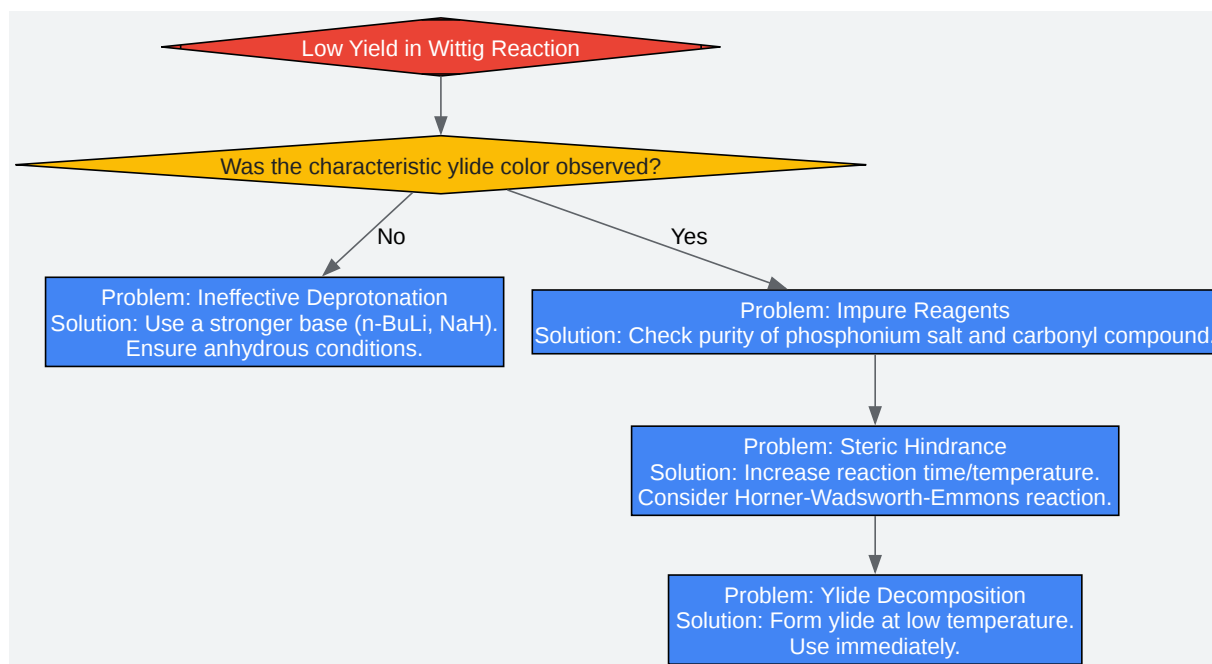 Low Yield in Wittig Reaction
Was the characteristic ylide color observed?
No
Yes
Problem: Ineffective Deprotonation
Solution: Use a stronger base (n-BuLi, NaH).
Ensure anhydrous conditions.
Problem: Impure Reagents
Solution: Check purity of phosphonium salt and carbonyl compound.
Problem: Steric Hindrance
Solution: Increase reaction time/temperature.
Consider Horner-Wadsworth-Emmons reaction.
Problem: Ylide Decomposition
Solution: Form ylide at low temperature.
Use immediately.